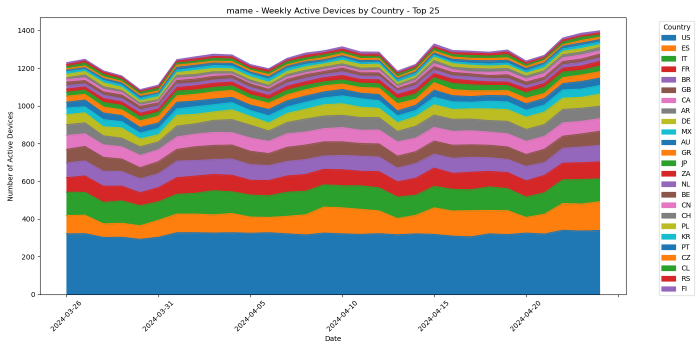 mame - Weekly Active Devices by Country - Top 25
Number of Active Devices
1400
1200
1000
800
600
400
200
0
2024-03-26
2024-03-31
2024-04-05
2024-04-10
2024-04-15
2024-04-20
Date
Country
US
ES
IT
FR
BR
GB
CA
AR
DE
MX
AU
GR
JP
ZA
NL
BE
CN
CH
PL
KR
PT
CZ
CL
RS
FI